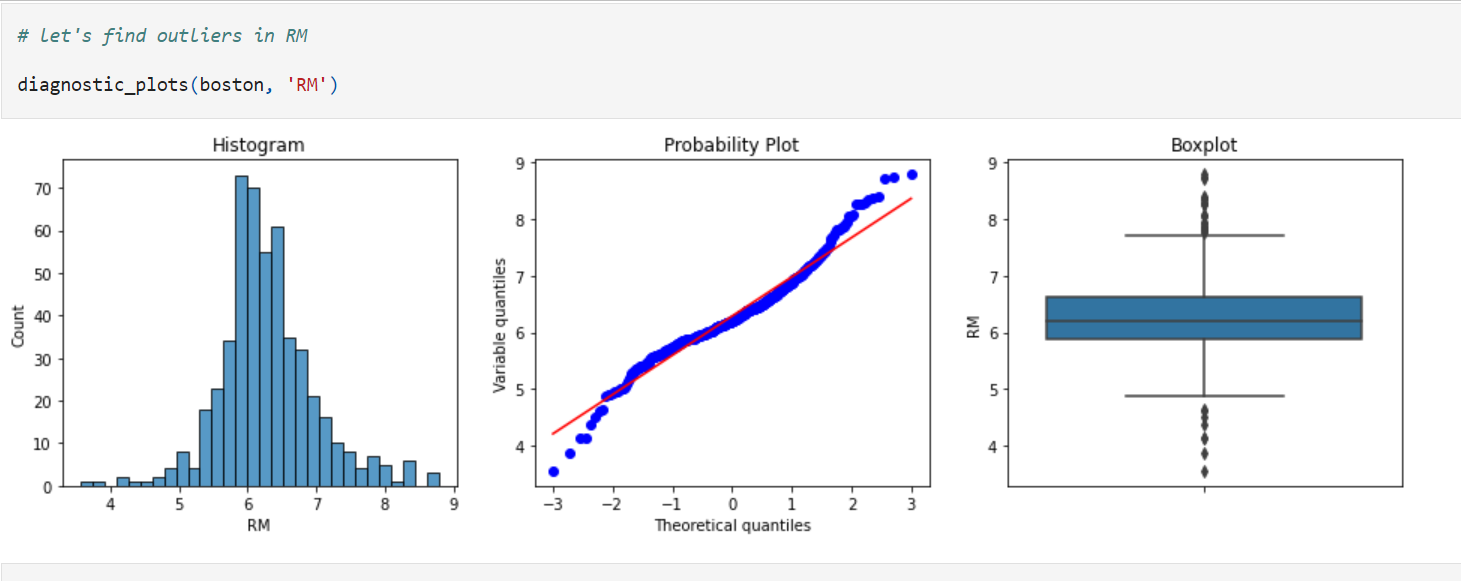 # let's find outliers in RM
diagnostic_plots(boston, 'RM')
Histogram
70
60
50
40
30
20
10
0
Count
4 5 6 7 8 9
RM
Probability Plot
9
8
7
6
5
4
Variable quantiles
−3 −2 −1 0 1 2 3
Theoretical quantiles
Boxplot
9
8
7
6
5
4
RM